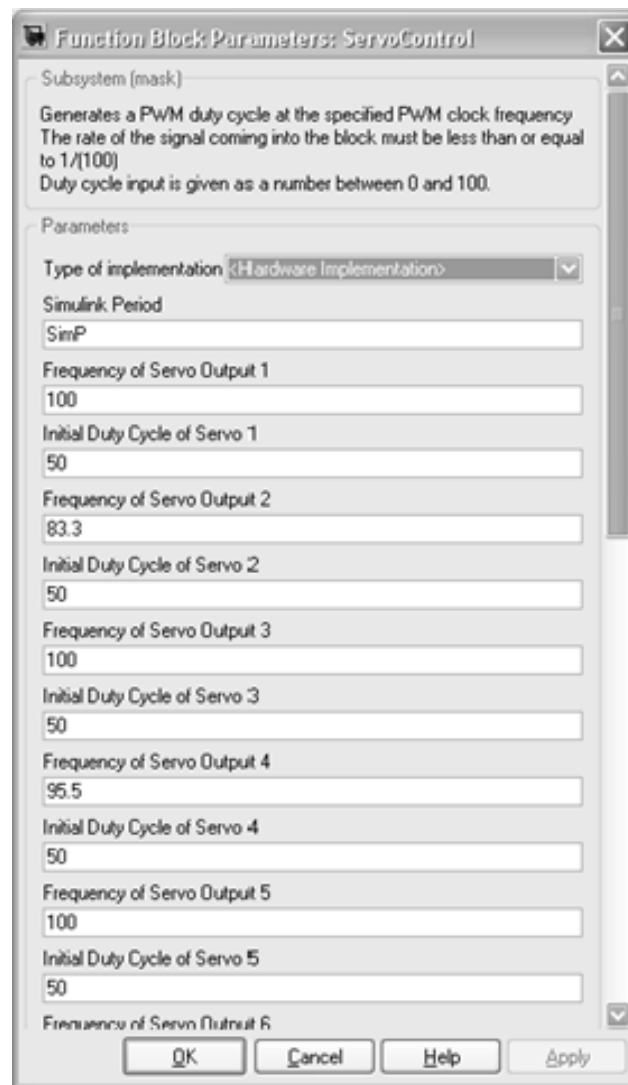 Function Block Parameters: ServoControl
Subsystem (mask)
Generates a PWM duty cycle at the specified PWM clock frequency
The rate of the signal coming into the block must be less than or equal
to 1/(100)
Duty cycle input is given as a number between 0 and 100.
Parameters
Type of implementation <Hardware Implementation>
Simulink Period
SimP
Frequency of Servo Output 1
100
Initial Duty Cycle of Servo 1
50
Frequency of Servo Output 2
83.3
Initial Duty Cycle of Servo 2
50
Frequency of Servo Output 3
100
Initial Duty Cycle of Servo 3
50
Frequency of Servo Output 4
95.5
Initial Duty Cycle of Servo 4
50
Frequency of Servo Output 5
100
Initial Duty Cycle of Servo 5
50
Frequency of Servo Output 6
OK Cancel Help Apply